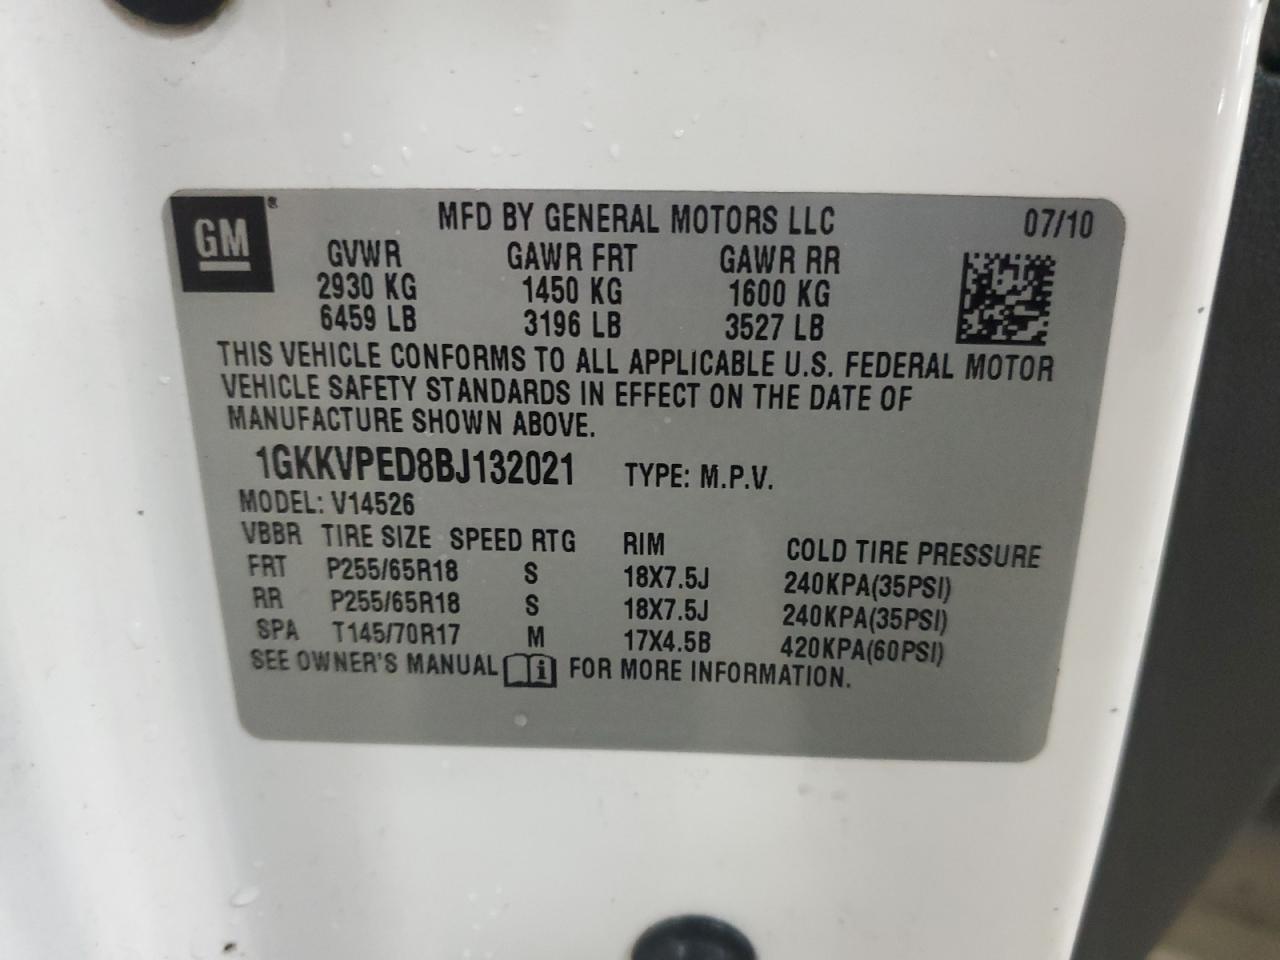 GM ®
MFD BY GENERAL MOTORS LLC 07/10
GVWR GAWR FRT GAWR RR
2930 KG 1450 KG 1600 KG
6459 LB 3196 LB 3527 LB
THIS VEHICLE CONFORMS TO ALL APPLICABLE U.S. FEDERAL MOTOR
VEHICLE SAFETY STANDARDS IN EFFECT ON THE DATE OF
MANUFACTURE SHOWN ABOVE.
1GKKVPED8BJ132021 TYPE: M.P.V.
MODEL: V14526
VBBR TIRE SIZE SPEED RTG RIM COLD TIRE PRESSURE
FRT P255/65R18 S 18X7.5J 240KPA(35PSI)
RR P255/65R18 S 18X7.5J 240KPA(35PSI)
SPA T145/70R17 M 17X4.5B 420KPA(60PSI)
SEE OWNER'S MANUAL i FOR MORE INFORMATION.